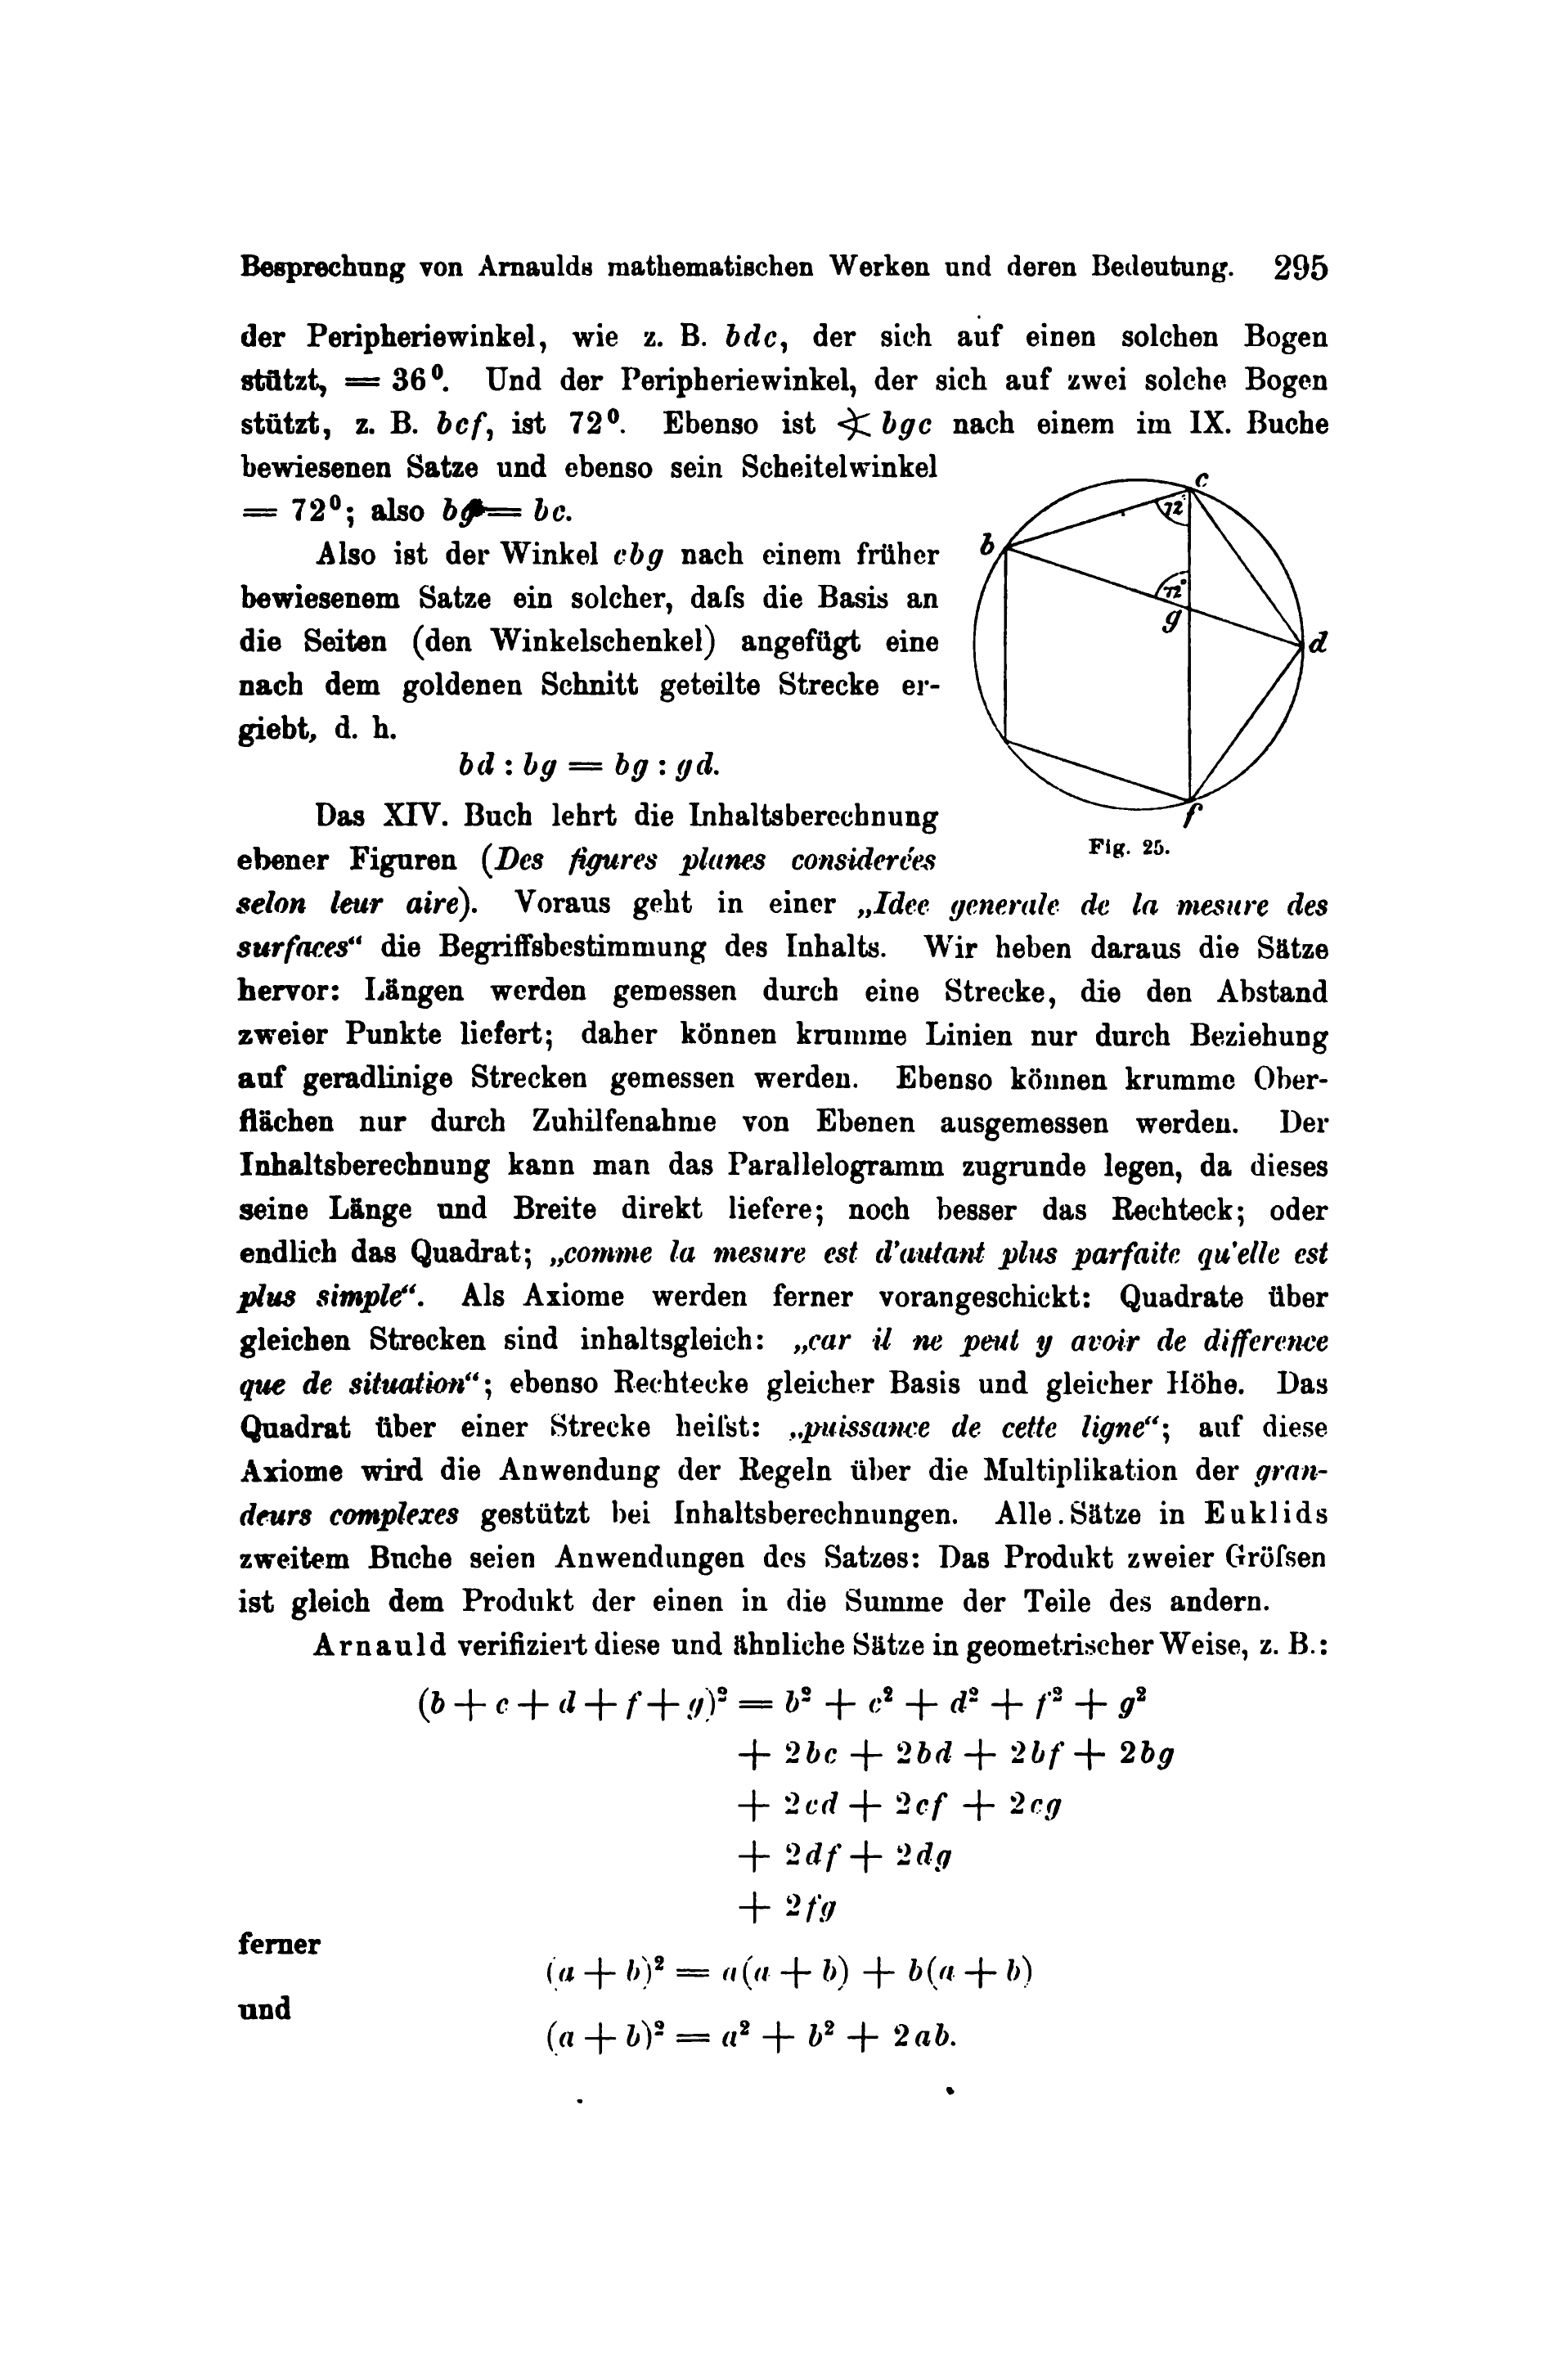 Besprechung von Arnaulds mathematischen Werken und deren Bedeutung. 295
der Peripheriewinkel, wie z. B. bdc, der sich auf einen solchen Bogen
stützt, = 36⁰. Und der Peripheriewinkel, der sich auf zwei solche Bogen
stützt, z. B. bcf, ist 72⁰. Ebenso ist ∢ bgc nach einem im IX. Buche
bewiesenen Satze und ebenso sein Scheitelwinkel
= 72⁰; also bg = bc.
Also ist der Winkel cbg nach einem früher
bewiesenem Satze ein solcher, daſs die Basis an
die Seiten (den Winkelschenkel) angefügt eine
nach dem goldenen Schnitt geteilte Strecke er-
giebt, d. h.
bd : bg = bg : gd.
c
72°
b
72°
g
d
f
Fig. 25.
Das XIV. Buch lehrt die Inhaltsberechnung
ebener Figuren (Des figures planes considerées
selon leur aire). Voraus geht in einer „Idee generale de la mesure des
surfaces“ die Begriffsbestimmung des Inhalts. Wir heben daraus die Sätze
hervor: Längen werden gemessen durch eine Strecke, die den Abstand
zweier Punkte liefert; daher können krumme Linien nur durch Beziehung
auf geradlinige Strecken gemessen werden. Ebenso können krumme Ober-
flächen nur durch Zuhilfenahme von Ebenen ausgemessen werden. Der
Inhaltsberechnung kann man das Parallelogramm zugrunde legen, da dieses
seine Länge und Breite direkt liefere; noch besser das Rechteck; oder
endlich das Quadrat; „comme la mesure est d'autant plus parfaite qu'elle est
plus simple“. Als Axiome werden ferner vorangeschickt: Quadrate über
gleichen Strecken sind inhaltsgleich: „car il ne peut y avoir de difference
que de situation“; ebenso Rechtecke gleicher Basis und gleicher Höhe. Das
Quadrat über einer Strecke heiſst: „puissance de cette ligne“; auf diese
Axiome wird die Anwendung der Regeln über die Multiplikation der gran-
deurs complexes gestützt bei Inhaltsberechnungen. Alle Sätze in Euklids
zweitem Buche seien Anwendungen des Satzes: Das Produkt zweier Gröſsen
ist gleich dem Produkt der einen in die Summe der Teile des andern.
Arnauld verifiziert diese und ähnliche Sätze in geometrischer Weise, z. B.:
(b + c + d + f + g)² = b² + c² + d² + f² + g²
+ 2bc + 2bd + 2bf + 2bg
+ 2cd + 2cf + 2cg
+ 2df + 2dg
+ 2fg
ferner
(a + b)² = a(a + b) + b(a + b)
und
(a + b)² = a² + b² + 2ab.